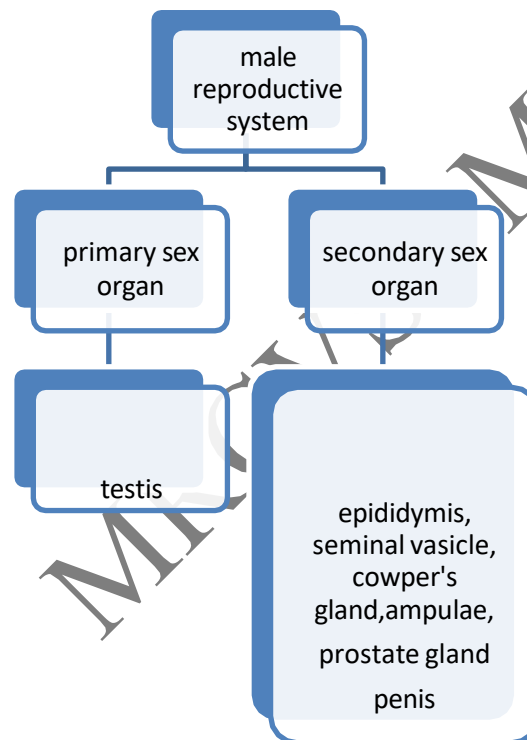 male
reproductive
system
primary sex
organ
secondary sex
organ
testis
epididymis,
seminal vasicle,
cowper's
gland,ampulae,
prostate gland
penis